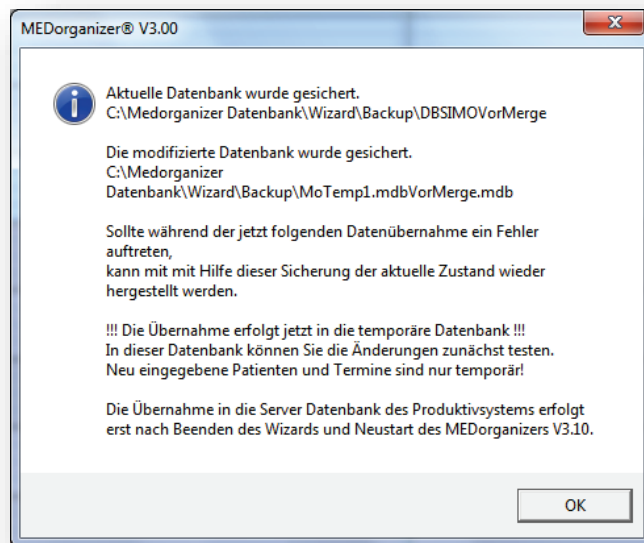 MEDorganizer® V3.00
Aktuelle Datenbank wurde gesichert.
C:\Medorganizer Datenbank\Wizard\Backup\DBSIMOVorMerge
Die modifizierte Datenbank wurde gesichert.
C:\Medorganizer
Datenbank\Wizard\Backup\MoTemp1.mdbVorMerge.mdb
Sollte während der jetzt folgenden Datenübernahme ein Fehler
auftreten,
kann mit mit Hilfe dieser Sicherung der aktuelle Zustand wieder
hergestellt werden.
!!! Die Übernahme erfolgt jetzt in die temporäre Datenbank !!!
In dieser Datenbank können Sie die Änderungen zunächst testen.
Neu eingegebene Patienten und Termine sind nur temporär!
Die Übernahme in die Server Datenbank des Produktivsystems erfolgt
erst nach Beenden des Wizards und Neustart des MEDorganizers V3.10.
OK